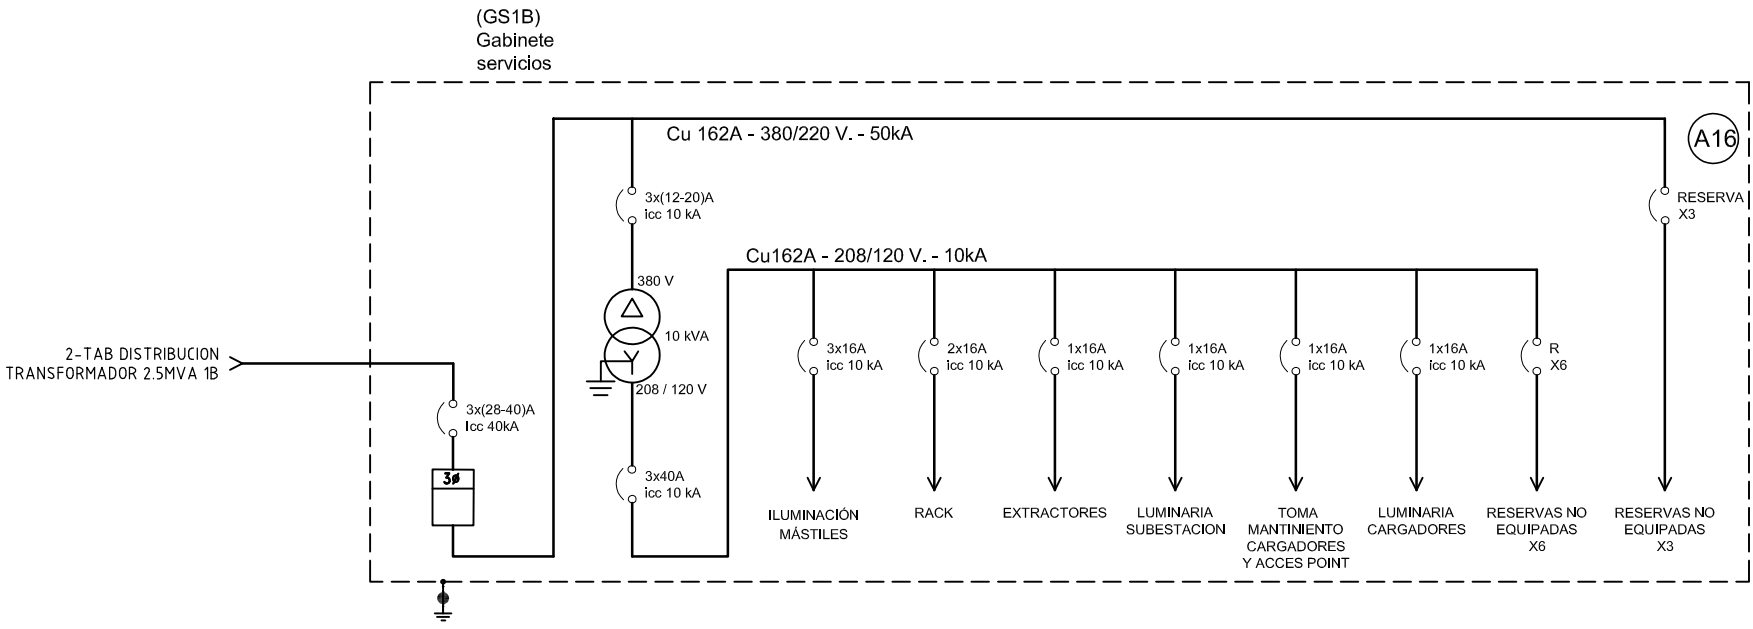 (GS1B)
Gabinete
servicios
Cu 162A - 380/220 V. - 50kA
A16
3x(12-20)A
icc 10 kA
RESERVA
X3
Cu162A - 208/120 V. - 10kA
380 V
10 kVA
208 / 120 V
2-TAB DISTRIBUCION
TRANSFORMADOR 2.5MVA 1B
3x(28-40)A
Icc 40kA
3ø
3x40A
icc 10 kA
3x16A
icc 10 kA
2x16A
icc 10 kA
1x16A
icc 10 kA
1x16A
icc 10 kA
1x16A
icc 10 kA
1x16A
icc 10 kA
R
X6
ILUMINACIÓN
MÁSTILES
RACK
EXTRACTORES
LUMINARIA
SUBESTACION
TOMA
MANTINIENTO
CARGADORES
Y ACCES POINT
LUMINARIA
CARGADORES
RESERVAS NO
EQUIPADAS
X6
RESERVAS NO
EQUIPADAS
X3